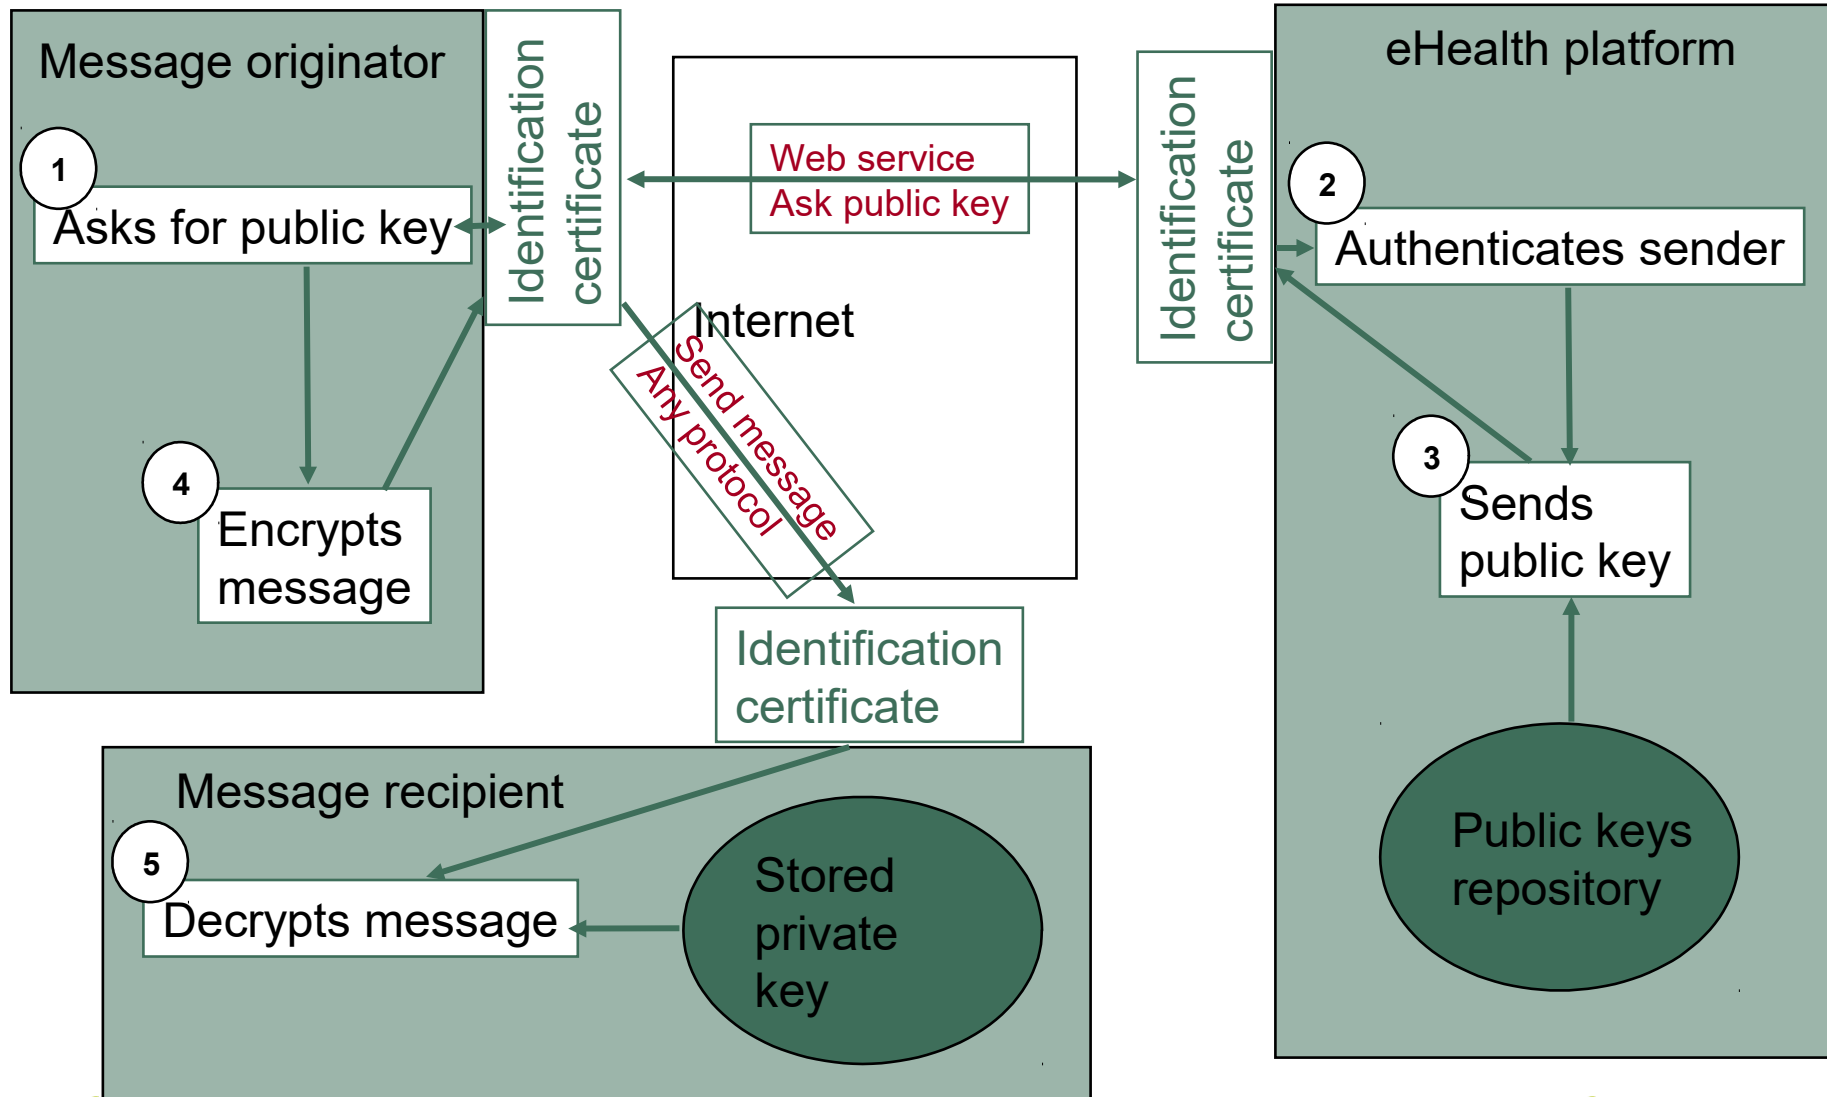 Message originator
1
Asks for public key
4
Encrypts
message
Identification
certificate
Internet
Web service
Ask public key
Send message
Any protocol
Identification
certificate
eHealth platform
2
Authenticates sender
3
Sends
public key
Public keys
repository
Identification
certificate
Message recipient
5
Decrypts message
Stored
private
key